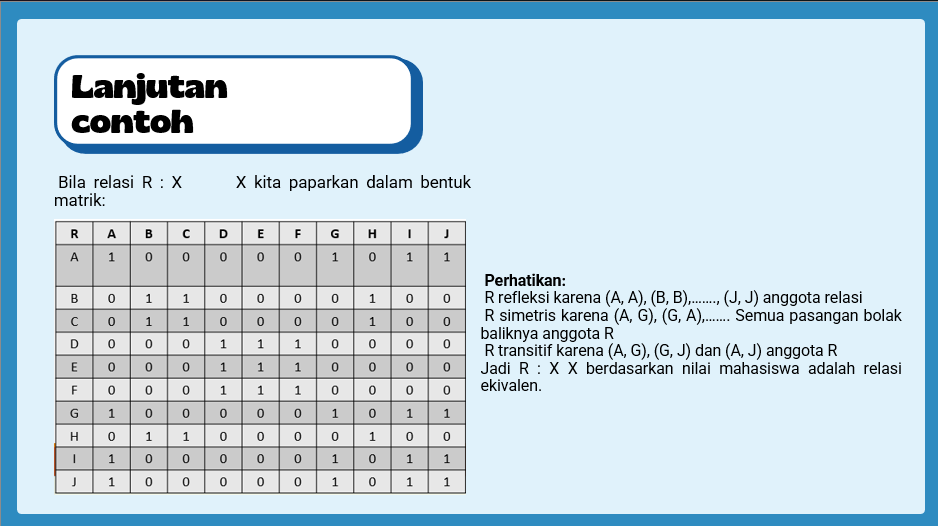 Lanjutan
contoh
Bila relasi R : X X kita paparkan dalam bentuk
matrik:
R A B C D E F G H I J
A 1 0 0 0 0 0 1 0 1 1
B 0 1 1 0 0 0 0 1 0 0
C 0 1 1 0 0 0 0 1 0 0
D 0 0 0 1 1 1 0 0 0 0
E 0 0 0 1 1 1 0 0 0 0
F 0 0 0 1 1 1 0 0 0 0
G 1 0 0 0 0 0 1 0 1 1
H 0 1 1 0 0 0 0 1 0 0
I 1 0 0 0 0 0 1 0 1 1
J 1 0 0 0 0 0 1 0 1 1
Perhatikan:
R refleksi karena (A, A), (B, B),......., (J, J) anggota relasi
R simetris karena (A, G), (G, A),....... Semua pasangan bolak
baliknya anggota R
R transitif karena (A, G), (G, J) dan (A, J) anggota R
Jadi R : X X berdasarkan nilai mahasiswa adalah relasi
ekivalen.